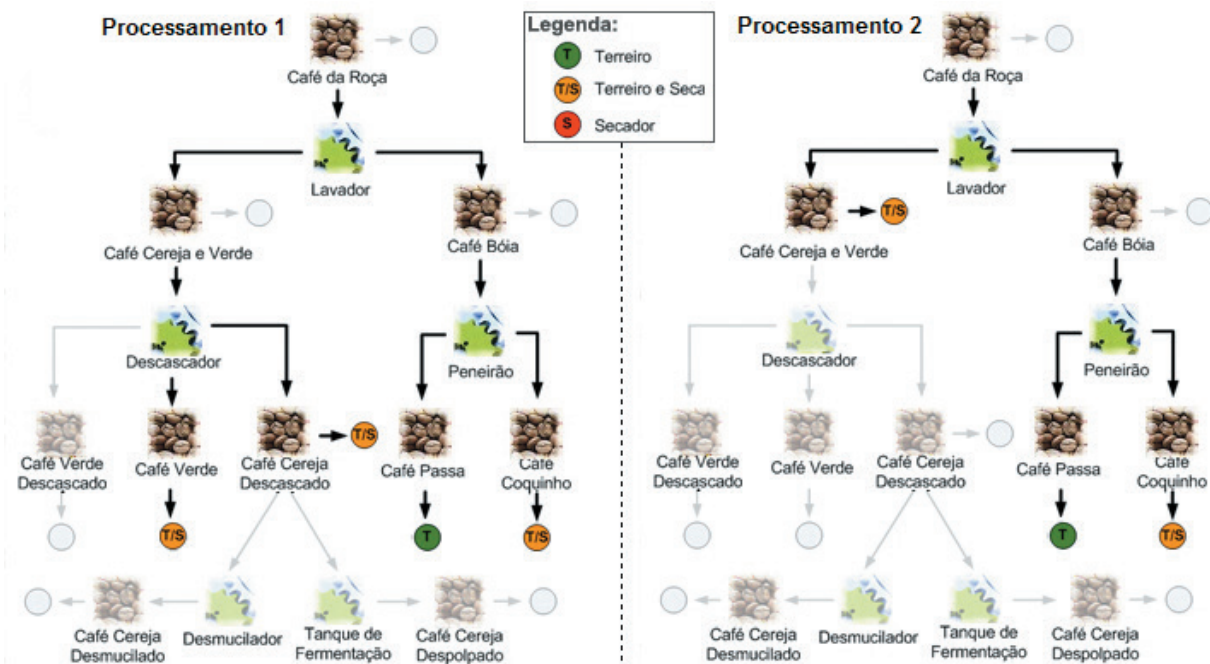 Processamento 1
Café da Roça
Lavador
Café Cereja e Verde
Café Bóia
Descascador
Peneirão
Café Verde
Descascado
Café Verde
Café Cereja
Descascado
T/S
Café Passa
Café
Coquinho
T/S
T
T/S
Café Cereja
Desmucilado
Desmucilador
Tanque de
Fermentação
Café Cereja
Despolpado
Legenda:
T Terreiro
T/S Terreiro e Seca
S Secador
Processamento 2
Café da Roça
Lavador
T/S
Café Cereja e Verde
Café Bóia
Descascador
Peneirão
Café Verde
Descascado
Café Verde
Café Cereja
Descascado
Café Passa
Café
Coquinho
T
T/S
Café Cereja
Desmucilado
Desmucilador
Tanque de
Fermentação
Café Cereja
Despolpado